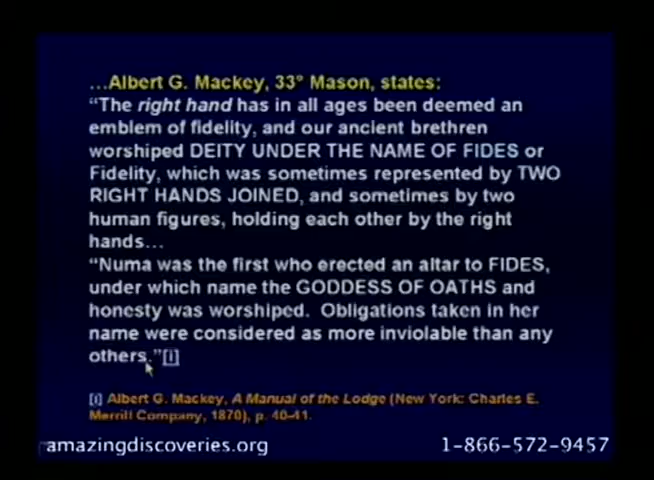 ...Albert G. Mackey, 33° Mason, states:
“The right hand has in all ages been deemed an
emblem of fidelity, and our ancient brethren
worshiped DEITY UNDER THE NAME OF FIDES or
Fidelity, which was sometimes represented by TWO
RIGHT HANDS JOINED, and sometimes by two
human figures, holding each other by the right
hands...
“Numa was the first who erected an altar to FIDES,
under which name the GODDESS OF OATHS and
honesty was worshiped. Obligations taken in her
name were considered as more inviolable than any
others.”[i]
[i] Albert G. Mackey, A Manual of the Lodge (New York: Charles E.
Merrill Company, 1870), p. 40-41.
amazingdiscoveries.org 1-866-572-9457